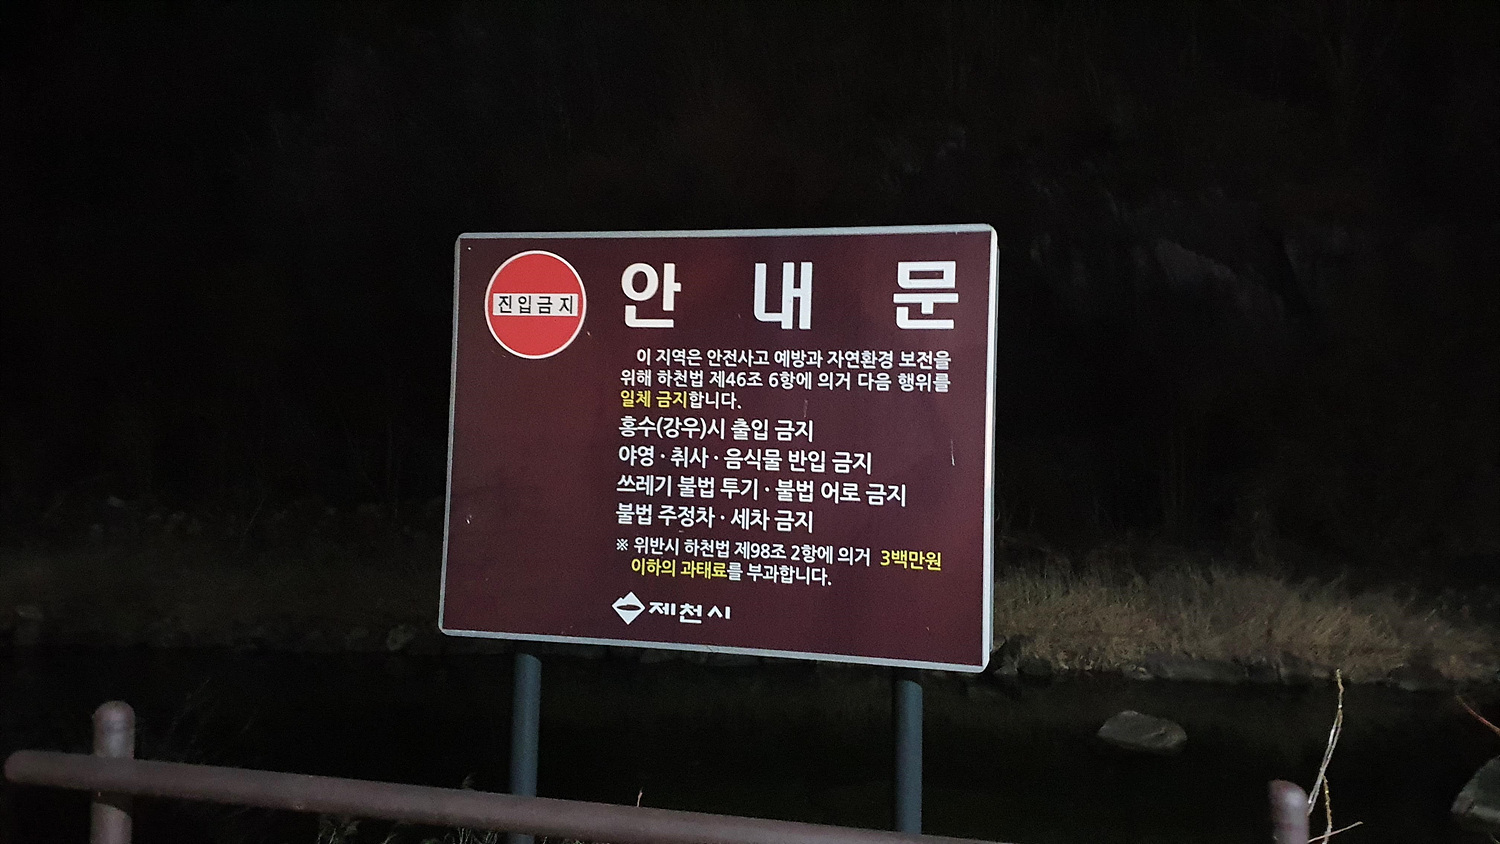 진입금지
안내문
이 지역은 안전사고 예방과 자연환경 보전을
위해 하천법 제46조 6항에 의거 다음 행위를
일체 금지합니다.
홍수(강우)시 출입 금지
야영·취사·음식물 반입 금지
쓰레기 불법 투기·불법 어로 금지
불법 주정차·세차 금지
※ 위반시 하천법 제98조 2항에 의거 3백만원
이하의 과태료를 부과합니다.
제천시